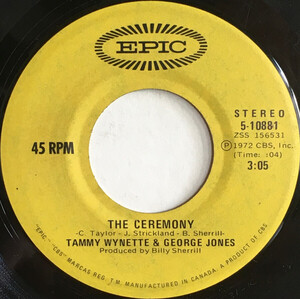 EPIC
45 RPM
STEREO
5-10881
ZSS 156531
Ⓟ 1972 CBS, Inc.
(Time: :04)
3:05
THE CEREMONY
-C. Taylor- J. Strickland - B. Sherrill-
TAMMY WYNETTE & GEORGE JONES
Produced by Billy Sherrill
"EPIC" - "CBS" MARCAS REG. T.M. MANUFACTURED IN CANADA. A PRODUCT OF CBS